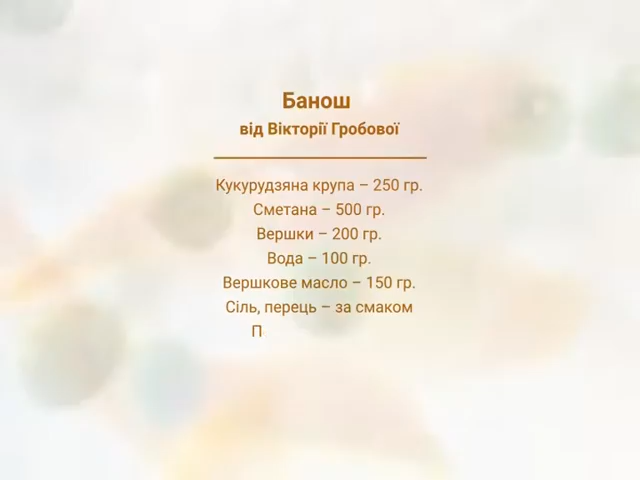 Банош
від Вікторії Гробової
Кукурудзяна крупа – 250 гр.
Сметана – 500 гр.
Вершки – 200 гр.
Вода – 100 гр.
Вершкове масло – 150 гр.
Сіль, перець – за смаком
П